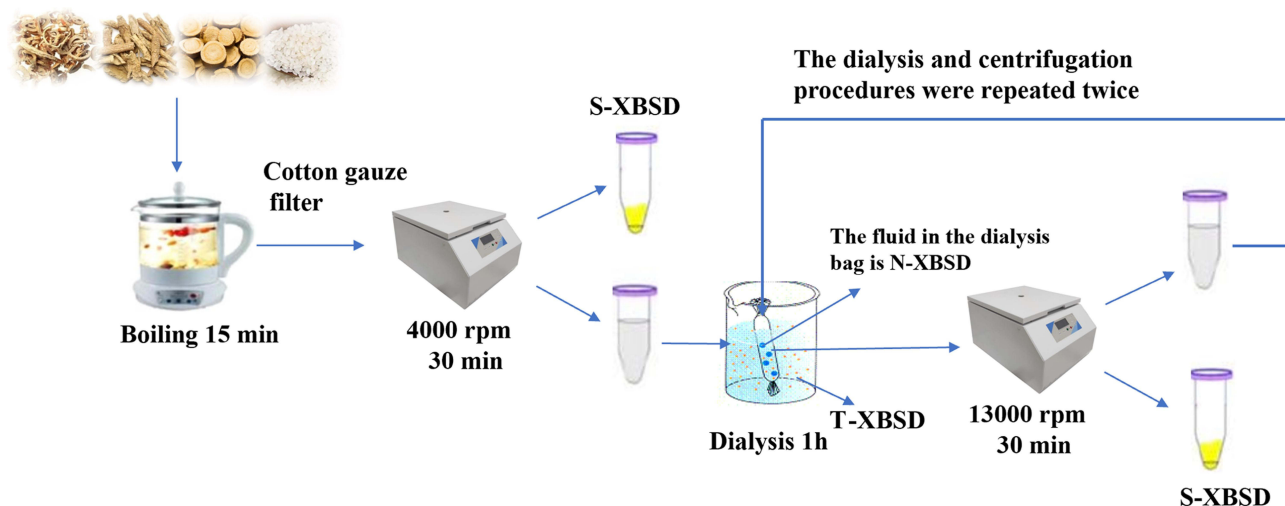 The dialysis and centrifugation
procedures were repeated twice
S-XBSD
Cotton gauze
filter
The fluid in the dialysis
bag is N-XBSD
Boiling 15 min
4000 rpm
30 min
T-XBSD
Dialysis 1h
13000 rpm
30 min
S-XBSD